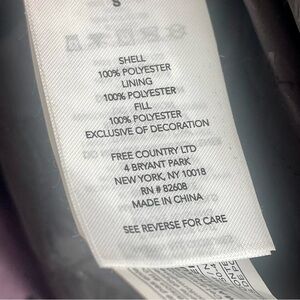 S
SHELL
100% POLYESTER
LINING
100% POLYESTER
FILL
100% POLYESTER
EXCLUSIVE OF DECORATION
FREE COUNTRY LTD
4 BRYANT PARK
NEW YORK, NY 10018
RN # 82608
MADE IN CHINA
SEE REVERSE FOR CARE